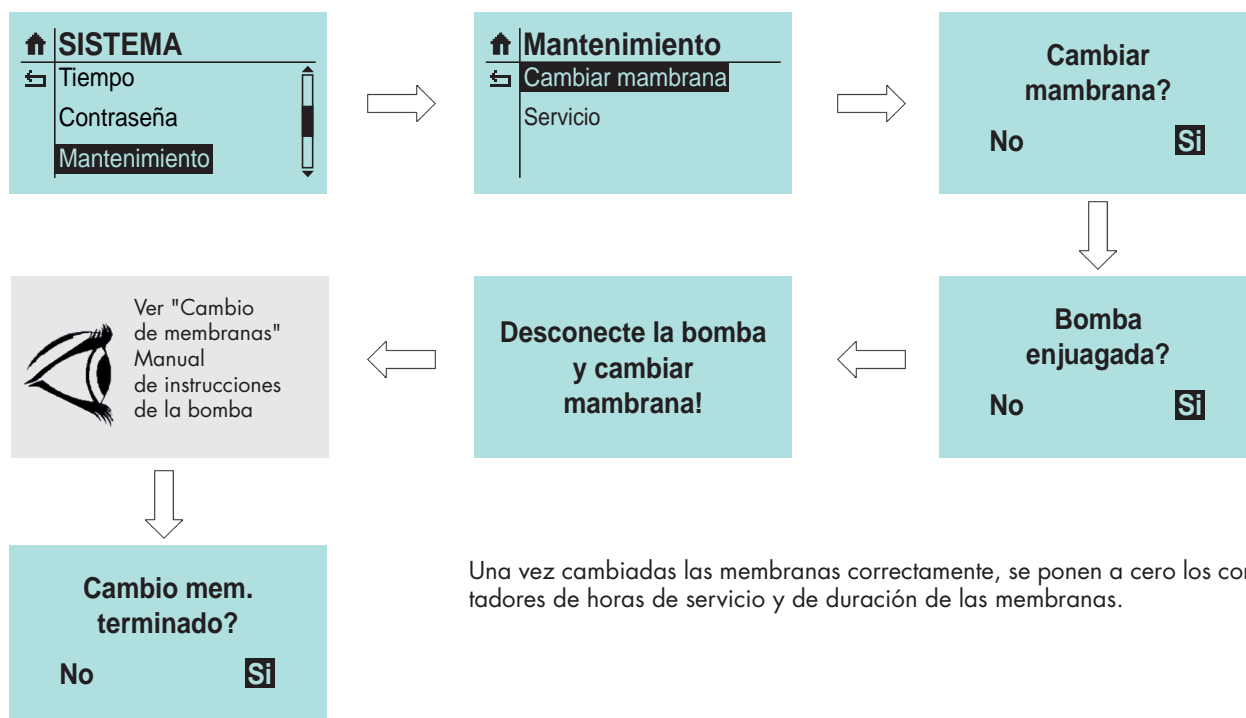 SISTEMA
Tiempo
Contraseña
Mantenimiento
Mantenimiento
Cambiar mambrana
Servicio
Cambiar
mambrana?
No Si
Bomba
enjuagada?
No Si
Desconecte la bomba
y cambiar
mambrana!
Ver "Cambio
de membranas"
Manual
de instrucciones
de la bomba
Cambio mem.
terminado?
No Si
Una vez cambiadas las membranas correctamente, se ponen a cero los con
tadores de horas de servicio y de duración de las membranas.